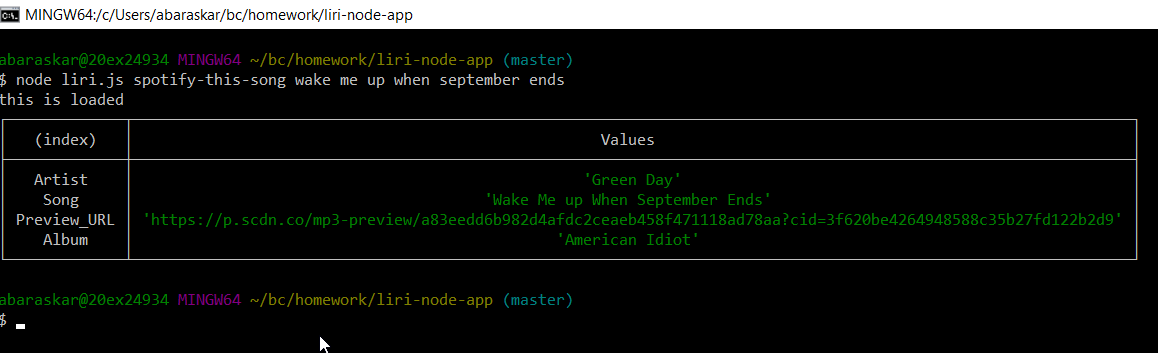 MINGW64:/c/Users/abaraskar/bc/homework/liri-node-app
abaraskar@20ex24934 MINGW64 ~/bc/homework/liri-node-app (master)
$ node liri.js spotify-this-song wake me up when september ends
this is loaded
(index) Values
Artist 'Green Day'
Song 'Wake Me up When September Ends'
Preview_URL 'https://p.scdn.co/mp3-preview/a83eedd6b982d4afdc2ceaeb458f471118ad78aa?cid=3f620be4264948588c35b27fd122b2d9'
Album 'American Idiot'
abaraskar@20ex24934 MINGW64 ~/bc/homework/liri-node-app (master)
$